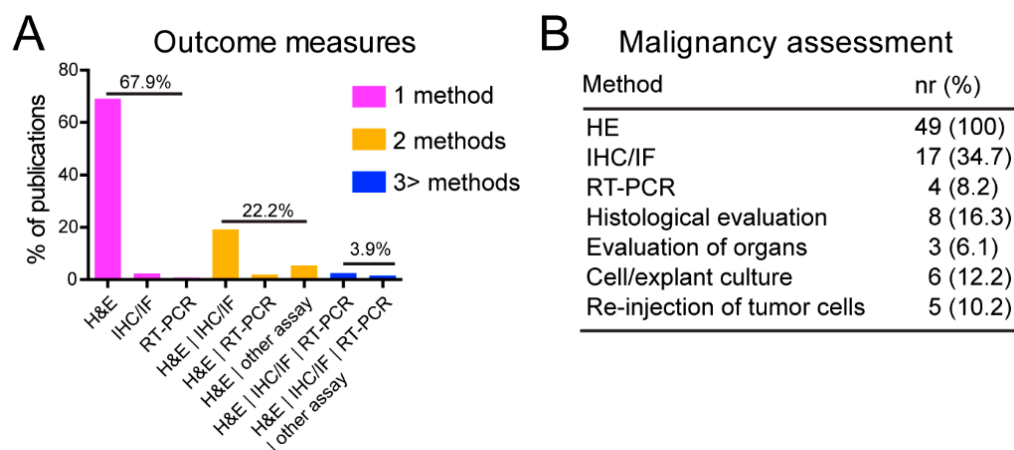 A
Outcome measures
80
60
40
20
0
% of publications
67.9%
22.2%
3.9%
1 method
2 methods
3> methods
H&E
IHC/IF
RT-PCR
H&E | IHC/IF
H&E | RT-PCR
H&E | other assay
H&E | IHC/IF | RT-PCR
H&E | IHC/IF | RT-PCR
| other assay
B
Malignancy assessment
Method nr (%)
HE 49 (100)
IHC/IF 17 (34.7)
RT-PCR 4 (8.2)
Histological evaluation 8 (16.3)
Evaluation of organs 3 (6.1)
Cell/explant culture 6 (12.2)
Re-injection of tumor cells 5 (10.2)